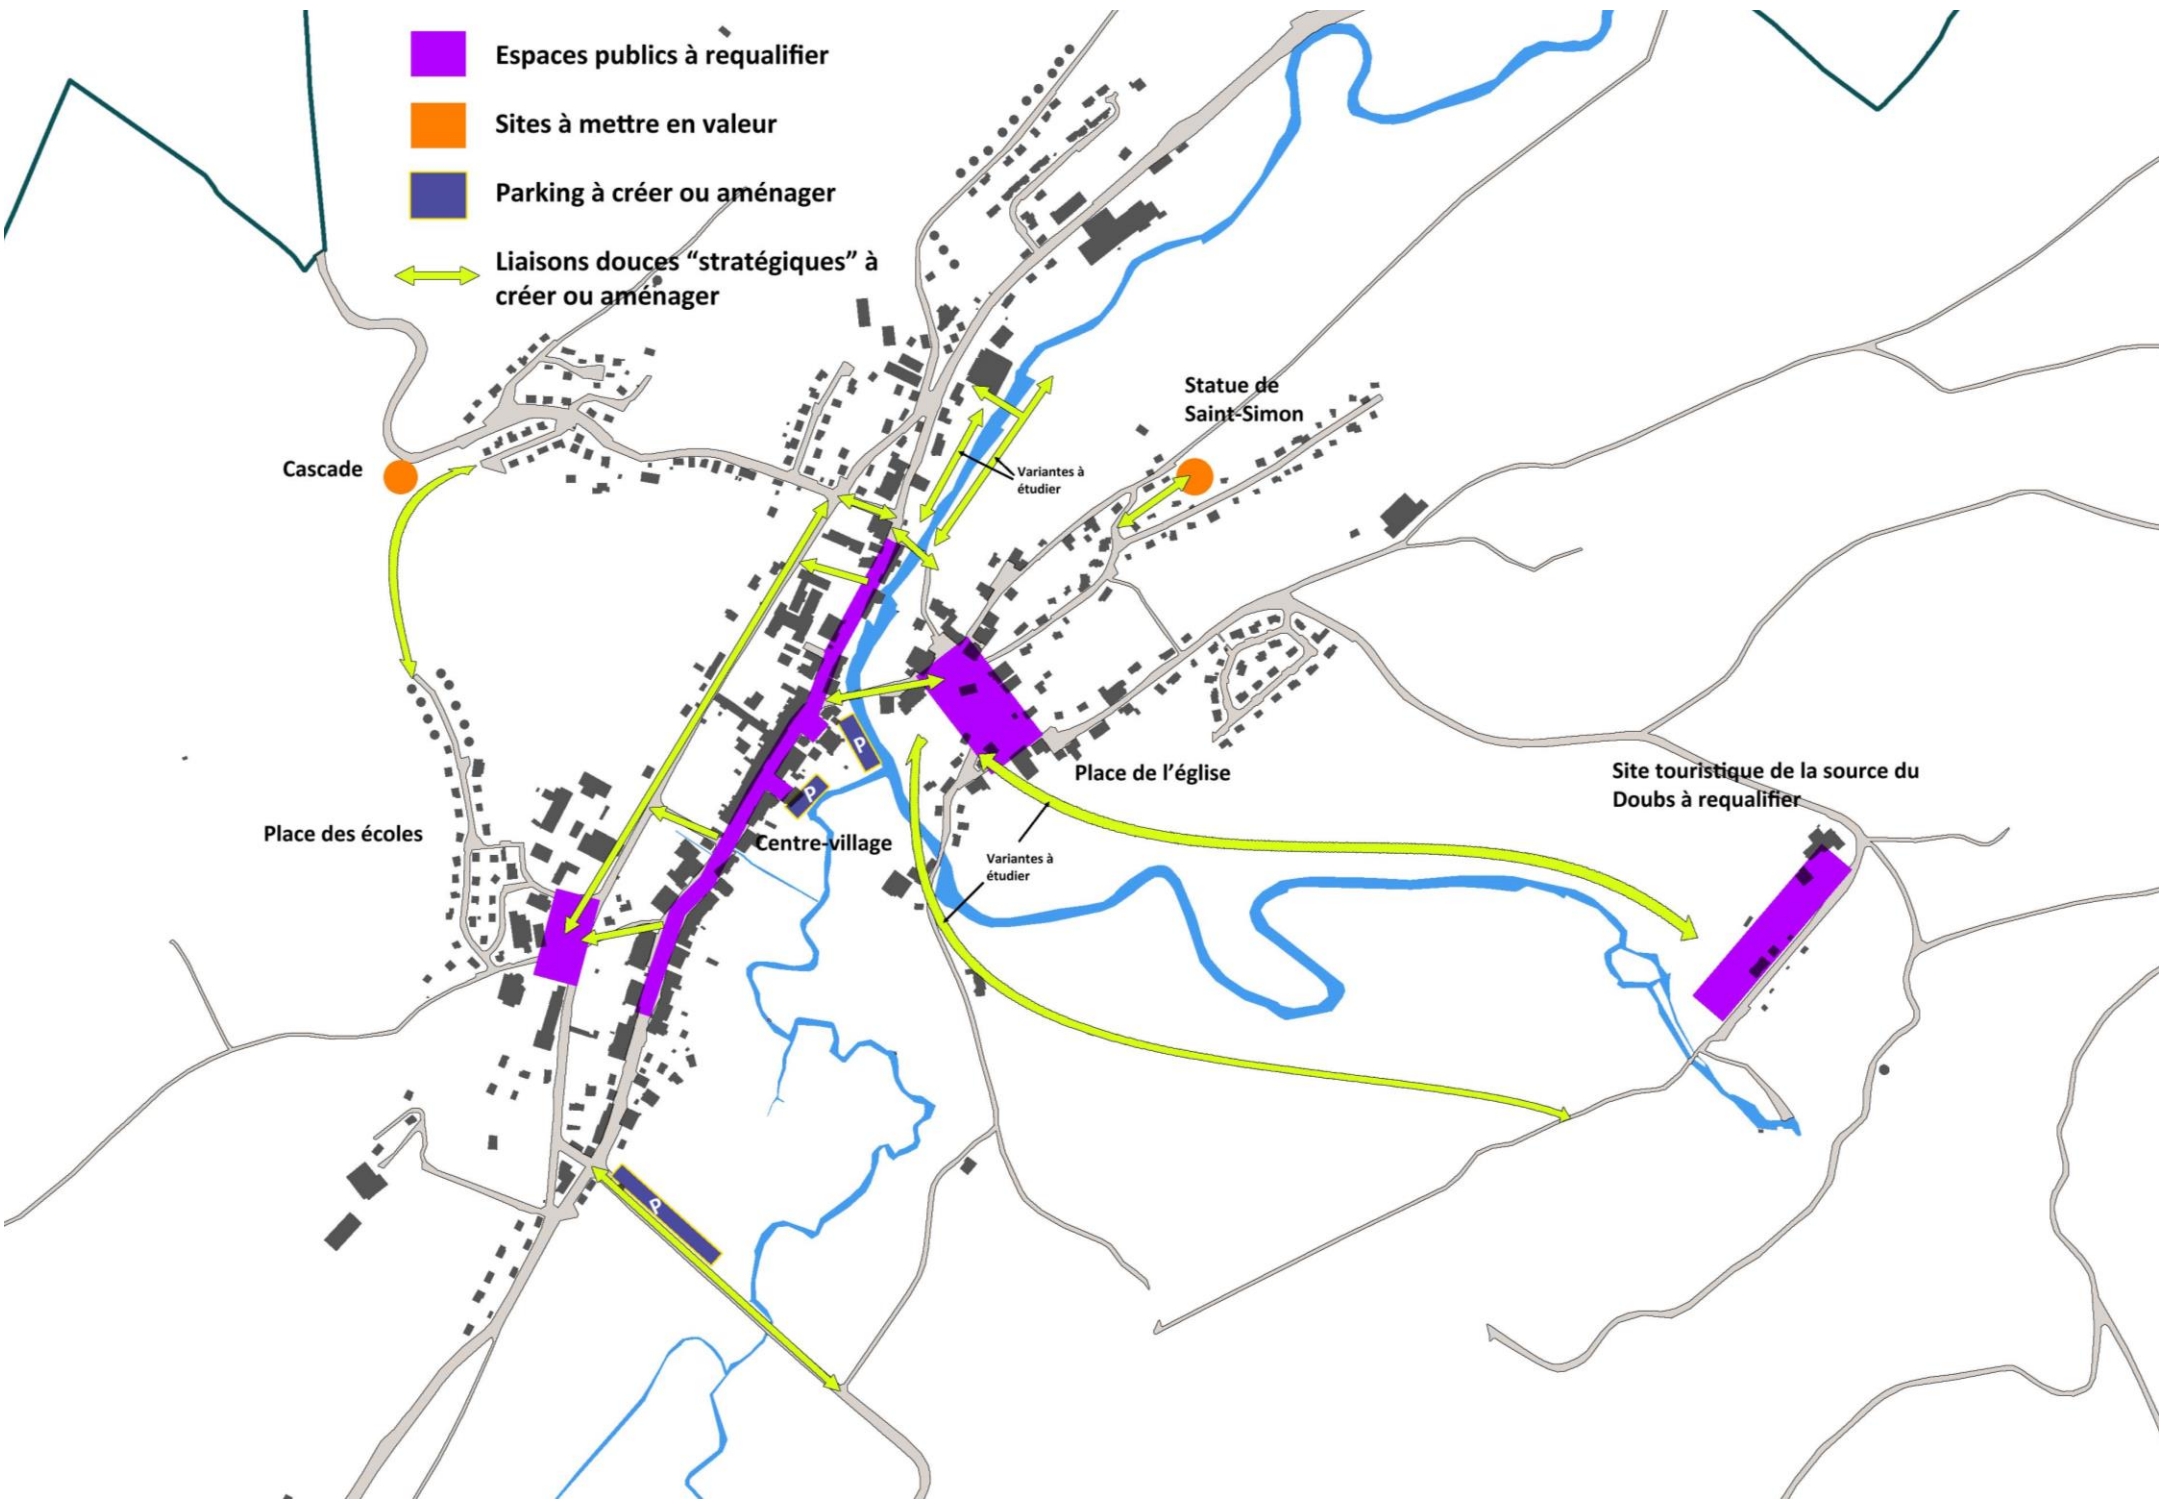 Espaces publics à requalifier
Sites à mettre en valeur
Parking à créer ou aménager
Liaisons douces “stratégiques” à
créer ou aménager
Statue de
Saint-Simon
Cascade
Variantes à
étudier
P
P
Place de l’église
Site touristique de la source du
Doubs à requalifier
Place des écoles
Centre-village
Variantes à
étudier
P